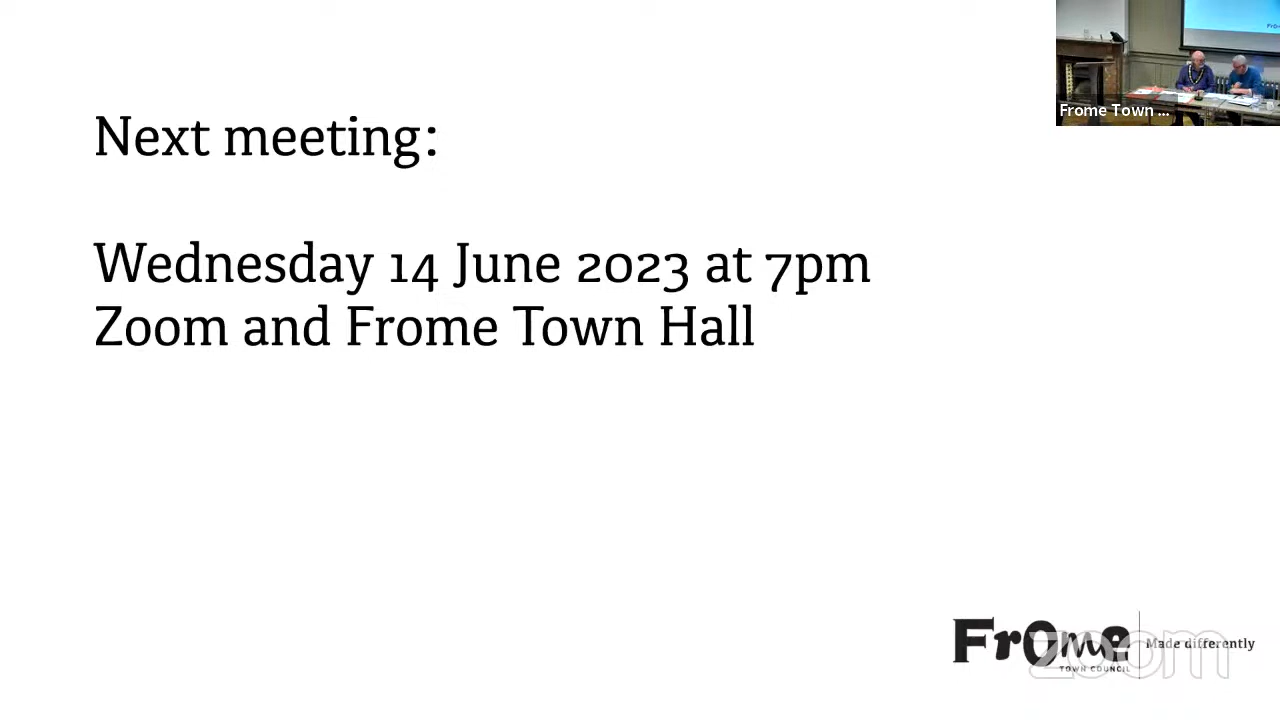 Next meeting:
Wednesday 14 June 2023 at 7pm
Zoom and Frome Town Hall
Frome Town ...
Frome
TOWN COUNCIL
Made differently
zoom